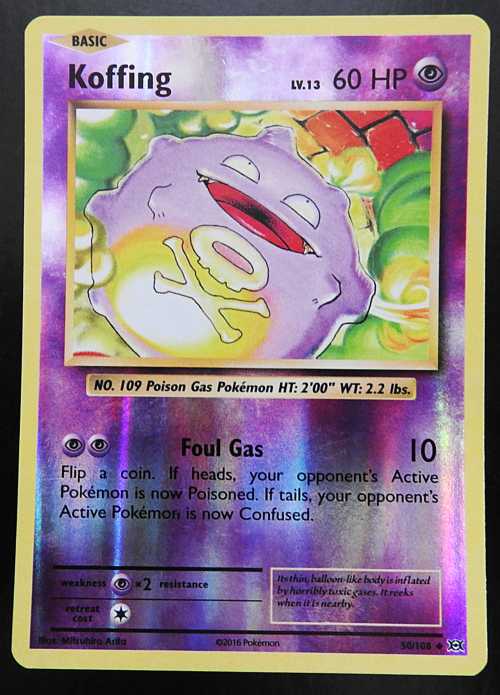 BASIC
Koffing LV.13 60 HP
NO. 109 Poison Gas Pokémon HT: 2'00" WT: 2.2 lbs.
Foul Gas 10
Flip a coin. If heads, your opponent's Active
Pokémon is now Poisoned. If tails, your opponent's
Active Pokémon is now Confused.
weakness ×2 resistance
retreat
cost
Its thin, balloon-like body is inflated
by horribly toxic gases. It reeks
when it is nearby.
Illus. Mitsuhiro Arita ©2016 Pokémon 50/108